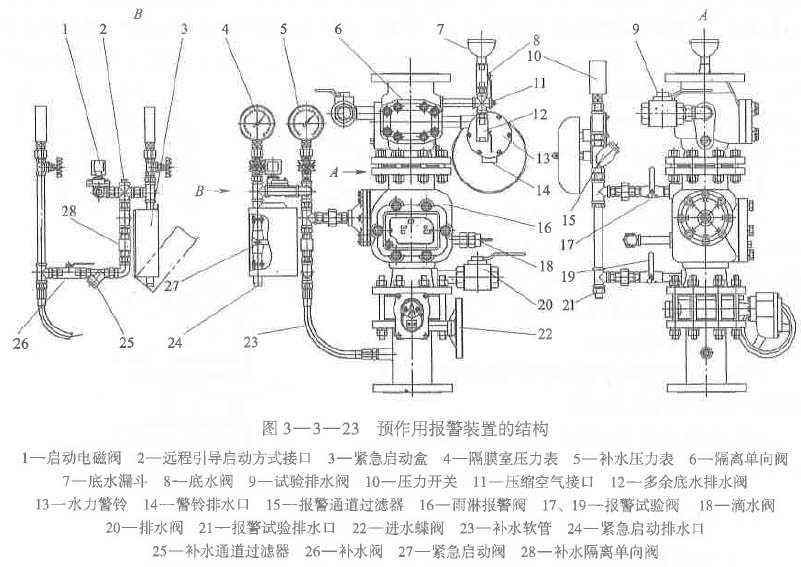 B
A
1
2
3
4
5
6
7
8
9
10
11
12
13
A
B
14
15
16
28
17
27
18
19
20
21
26
25
24
23
22
图 3—3—23 预作用报警装置的结构
1—启动电磁阀 2—远程引导启动方式接口 3—紧急启动盒 4—隔膜室压力表 5—补水压力表 6—隔离单向阀
7—底水漏斗 8—底水阀 9—试验排水阀 10—压力开关 11—压缩空气接口 12—多余底水排水阀
13—水力警铃 14—警铃排水口 15—报警通道过滤器 16—雨淋报警阀 17、19—报警试验阀 18—滴水阀
20—排水阀 21—报警试验排水口 22—进水蝶阀 23—补水软管 24—紧急启动排水口
25—补水通道过滤器 26—补水阀 27—紧急启动阀 28—补水隔离单向阀